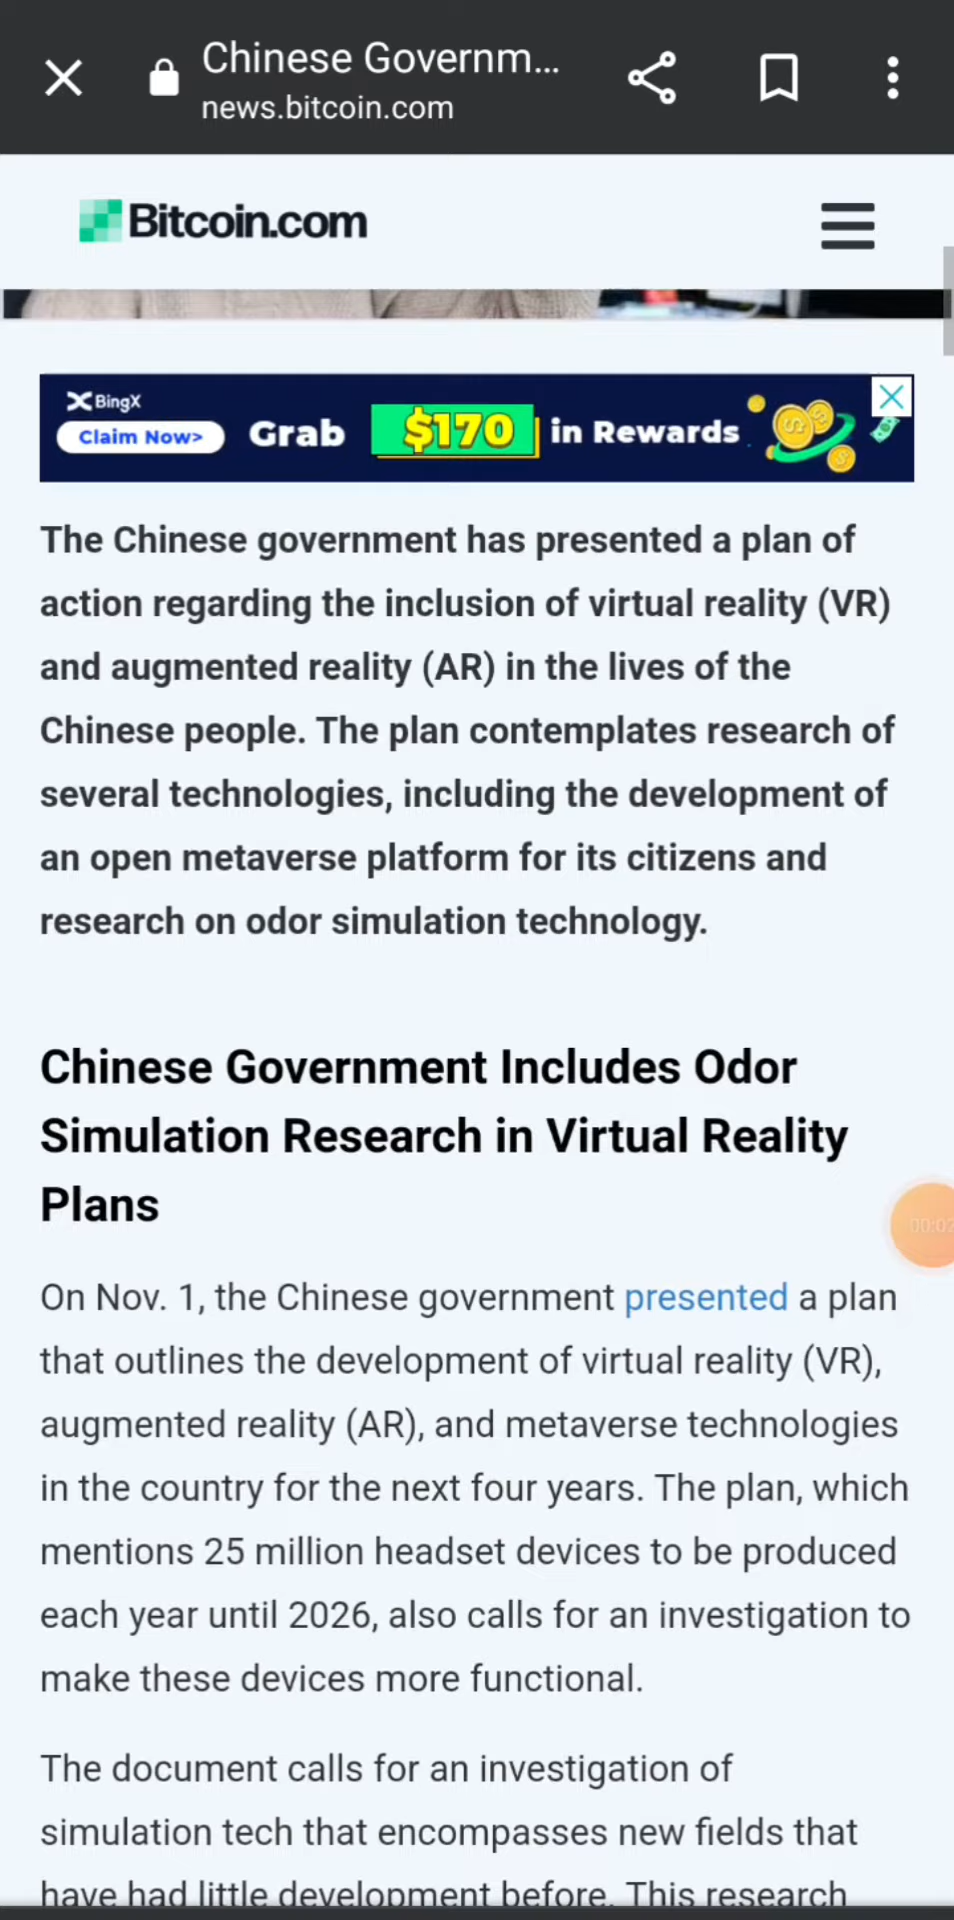 Chinese Governm...
news.bitcoin.com
Bitcoin.com
BingX
Claim Now>
Grab $170 in Rewards
The Chinese government has presented a plan of
action regarding the inclusion of virtual reality (VR)
and augmented reality (AR) in the lives of the
Chinese people. The plan contemplates research of
several technologies, including the development of
an open metaverse platform for its citizens and
research on odor simulation technology.
Chinese Government Includes Odor
Simulation Research in Virtual Reality
Plans
On Nov. 1, the Chinese government presented a plan
that outlines the development of virtual reality (VR),
augmented reality (AR), and metaverse technologies
in the country for the next four years. The plan, which
mentions 25 million headset devices to be produced
each year until 2026, also calls for an investigation to
make these devices more functional.
The document calls for an investigation of
simulation tech that encompasses new fields that
have had little development before. This research